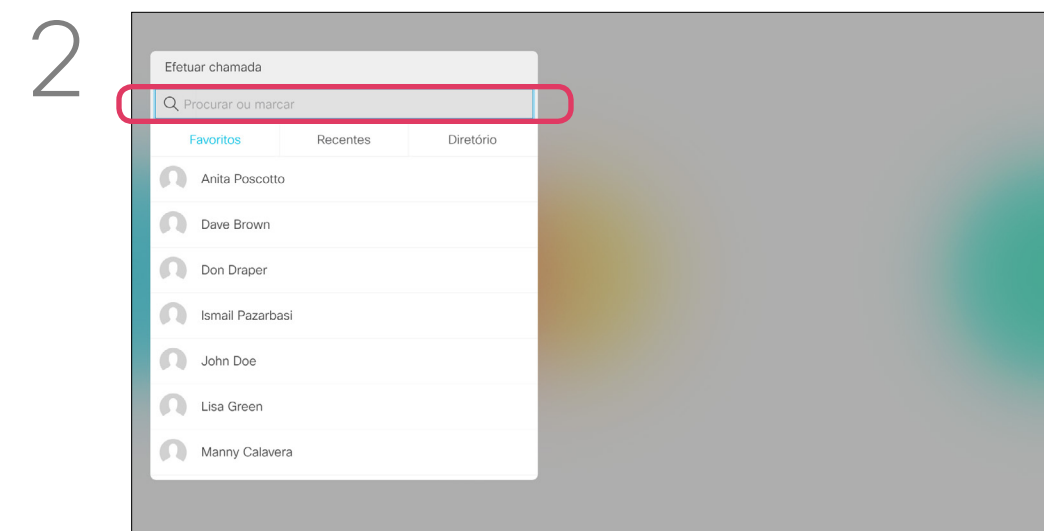 2
Efetuar chamada
Procurar ou marcar
Favoritos Recentes Diretório
Anita Poscotto
Dave Brown
Don Draper
Ismail Pazarbasi
John Doe
Lisa Green
Manny Calavera